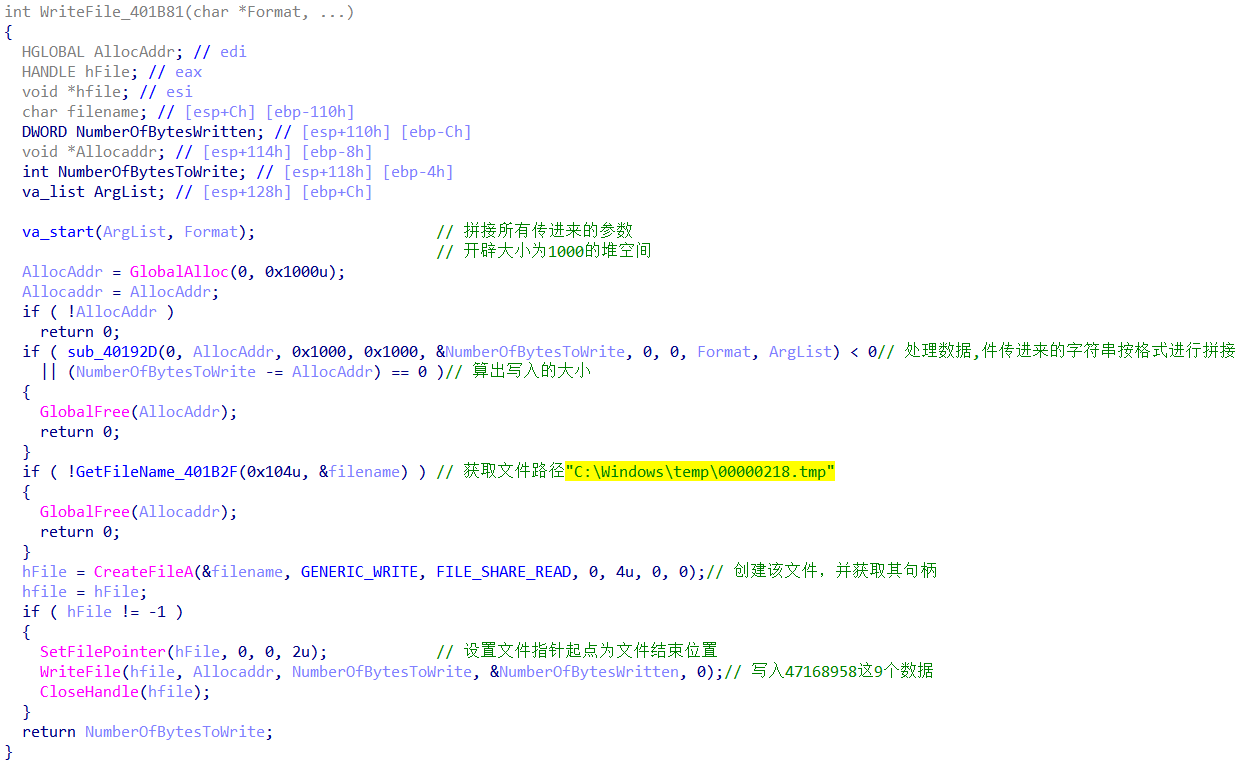 int WriteFile_401B81(char *Format, ...)
{
  HGLOBAL AllocAddr; // edi
  HANDLE hFile; // eax
  void *hfile; // esi
  char filename; // [esp+Ch] [ebp-110h]
  DWORD NumberOfBytesWritten; // [esp+110h] [ebp-Ch]
  void *Allocaddr; // [esp+114h] [ebp-8h]
  int NumberOfBytesToWrite; // [esp+118h] [ebp-4h]
  va_list ArgList; // [esp+128h] [ebp+Ch]

  va_start(ArgList, Format);                    // 拼接所有传进来的参数
                                                // 开辟大小为1000的堆空间
  AllocAddr = GlobalAlloc(0, 0x1000u);
  Allocaddr = AllocAddr;
  if ( !AllocAddr )
    return 0;
  if ( sub_40192D(0, AllocAddr, 0x1000, 0x1000, &NumberOfBytesToWrite, 0, 0, Format, ArgList) < 0// 处理数据,件传进来的字符串按格式进行拼接
    || (NumberOfBytesToWrite -= AllocAddr) == 0 )// 算出写入的大小
  {
    GlobalFree(AllocAddr);
    return 0;
  }
  if ( !GetFileName_401B2F(0x104u, &filename) ) // 获取文件路径"C:\Windows\temp\00000218.tmp"
  {
    GlobalFree(Allocaddr);
    return 0;
  }
  hFile = CreateFileA(&filename, GENERIC_WRITE, FILE_SHARE_READ, 0, 4u, 0, 0);// 创建该文件，并获取其句柄
  hfile = hFile;
  if ( hFile != -1 )
  {
    SetFilePointer(hFile, 0, 0, 2u);            // 设置文件指针起点为文件结束位置
    WriteFile(hfile, Allocaddr, NumberOfBytesToWrite, &NumberOfBytesWritten, 0);// 写入47168958这9个数据
    CloseHandle(hfile);
  }
  return NumberOfBytesToWrite;
}